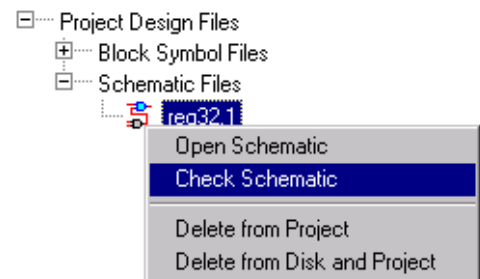 Project Design Files
Block Symbol Files
Schematic Files
reg32.1
Open Schematic
Check Schematic
Delete from Project
Delete from Disk and Project